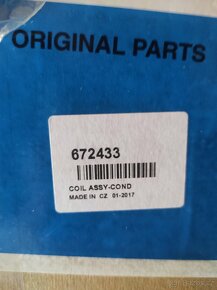 ORIGINAL PARTS
672433
COIL ASSY-COND
MADE IN CZ 01-2017